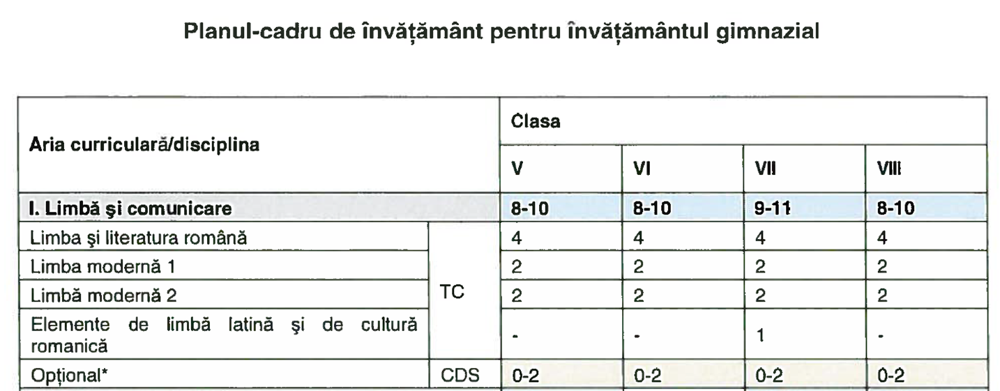 Planul-cadru de învățământ pentru învățământul gimnazial
Aria curriculară/disciplina
Clasa
V VI VII VIII
I. Limbă şi comunicare 8-10 8-10 9-11 8-10
Limba şi literatura română 4 4 4 4
Limba modernă 1 2 2 2 2
Limbă modernă 2 2 2 2 2
TC
Elemente de limbă latină şi de cultură
romanică - - 1 -
Opțional* CDS 0-2 0-2 0-2 0-2